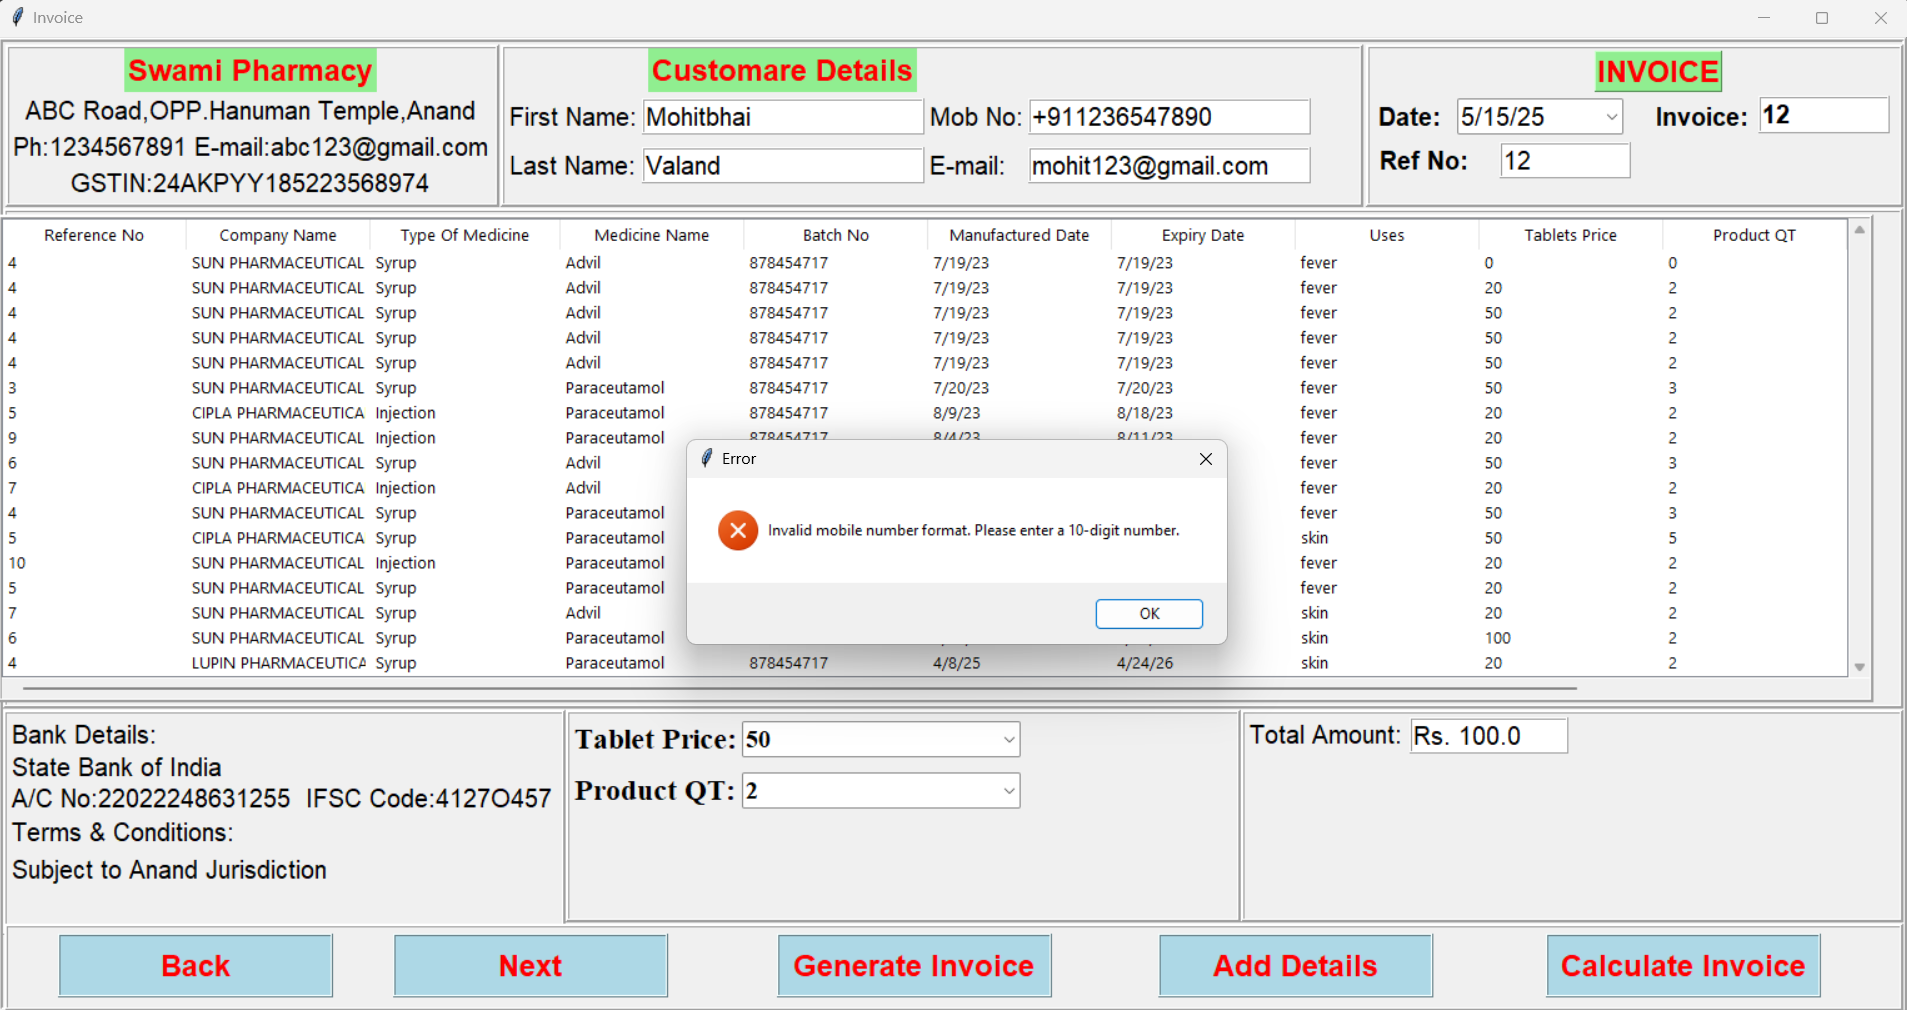 Invoice
Swami Pharmacy
ABC Road,OPP.Hanuman Temple,Anand
Ph:1234567891 E-mail:abc123@gmail.com
GSTIN:24AKPYY185223568974
Customare Details
First Name: Mohitbhai Mob No: +911236547890
Last Name: Valand E-mail: mohit123@gmail.com
INVOICE
Date: 5/15/25 Invoice: 12
Ref No: 12
Reference No Company Name Type Of Medicine Medicine Name Batch No Manufactured Date Expiry Date Uses Tablets Price Product QT
4 SUN PHARMACEUTICAL Syrup Advil 878454717 7/19/23 7/19/23 fever 0 0
4 SUN PHARMACEUTICAL Syrup Advil 878454717 7/19/23 7/19/23 fever 20 2
4 SUN PHARMACEUTICAL Syrup Advil 878454717 7/19/23 7/19/23 fever 50 2
4 SUN PHARMACEUTICAL Syrup Advil 878454717 7/19/23 7/19/23 fever 50 2
4 SUN PHARMACEUTICAL Syrup Advil 878454717 7/19/23 7/19/23 fever 50 2
3 SUN PHARMACEUTICAL Syrup Paraceutamol 878454717 7/20/23 7/20/23 fever 50 3
5 CIPLA PHARMACEUTICA Injection Paraceutamol 878454717 8/9/23 8/18/23 fever 20 2
9 SUN PHARMACEUTICAL Injection Paraceutamol 878454717 8/4/23 8/11/23 fever 20 2
6 SUN PHARMACEUTICAL Syrup Advil fever 50 3
7 CIPLA PHARMACEUTICA Injection Advil fever 20 2
4 SUN PHARMACEUTICAL Syrup Paraceutamol fever 50 3
5 CIPLA PHARMACEUTICA Syrup Paraceutamol skin 50 5
10 SUN PHARMACEUTICAL Injection Paraceutamol fever 20 2
5 SUN PHARMACEUTICAL Syrup Paraceutamol fever 20 2
7 SUN PHARMACEUTICAL Syrup Advil skin 20 2
6 SUN PHARMACEUTICAL Syrup Paraceutamol skin 100 2
4 LUPIN PHARMACEUTICA Syrup Paraceutamol 878454717 4/8/25 4/24/26 skin 20 2
Error
Invalid mobile number format. Please enter a 10-digit number.
OK
Bank Details:
State Bank of India
A/C No:22022248631255 IFSC Code:4127O457
Terms & Conditions:
Subject to Anand Jurisdiction
Tablet Price: 50
Product QT: 2
Total Amount: Rs. 100.0
Back Next Generate Invoice Add Details Calculate Invoice